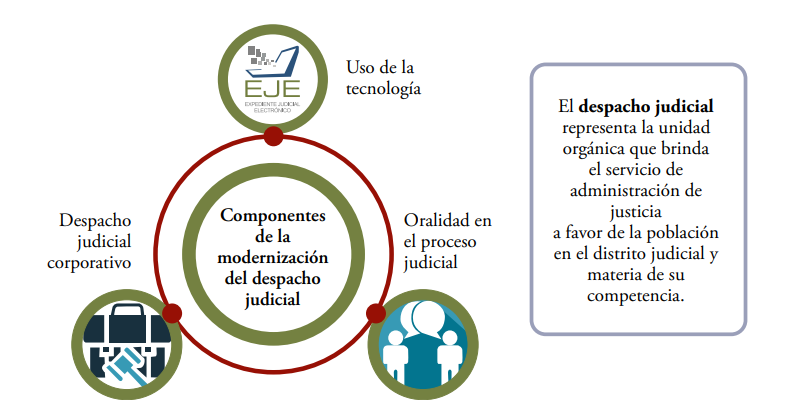 EJE
EXPEDIENTE JUDICIAL
ELECTRÓNICO
Uso de la
tecnología
Despacho
judicial
corporativo
Componentes
de la
modernización
del despacho
judicial
Oralidad en
el proceso
judicial
El despacho judicial
representa la unidad
orgánica que brinda
el servicio de
administración de
justicia
a favor de la población
en el distrito judicial y
materia de su
competencia.